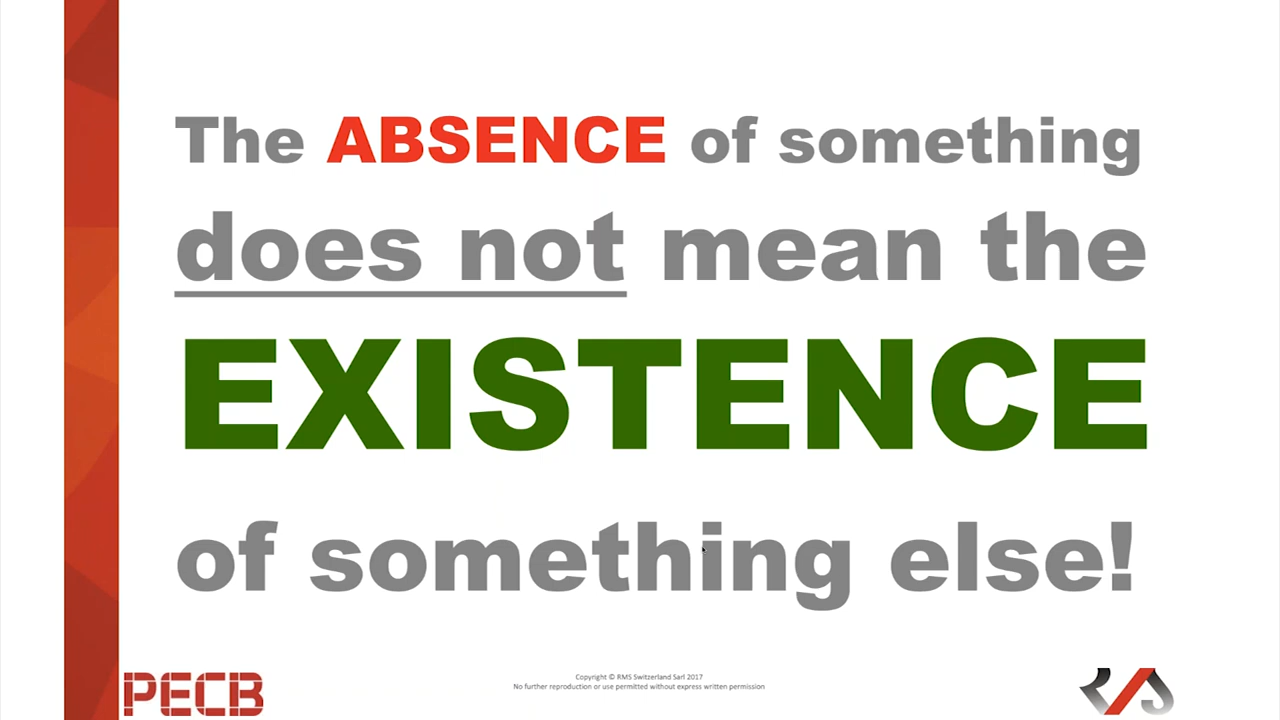 The ABSENCE of something
does not mean the
EXISTENCE
of something else!
PECB
Copyright © RMS Switzerland Sarl 2017
No further reproduction or use permitted without express written permission